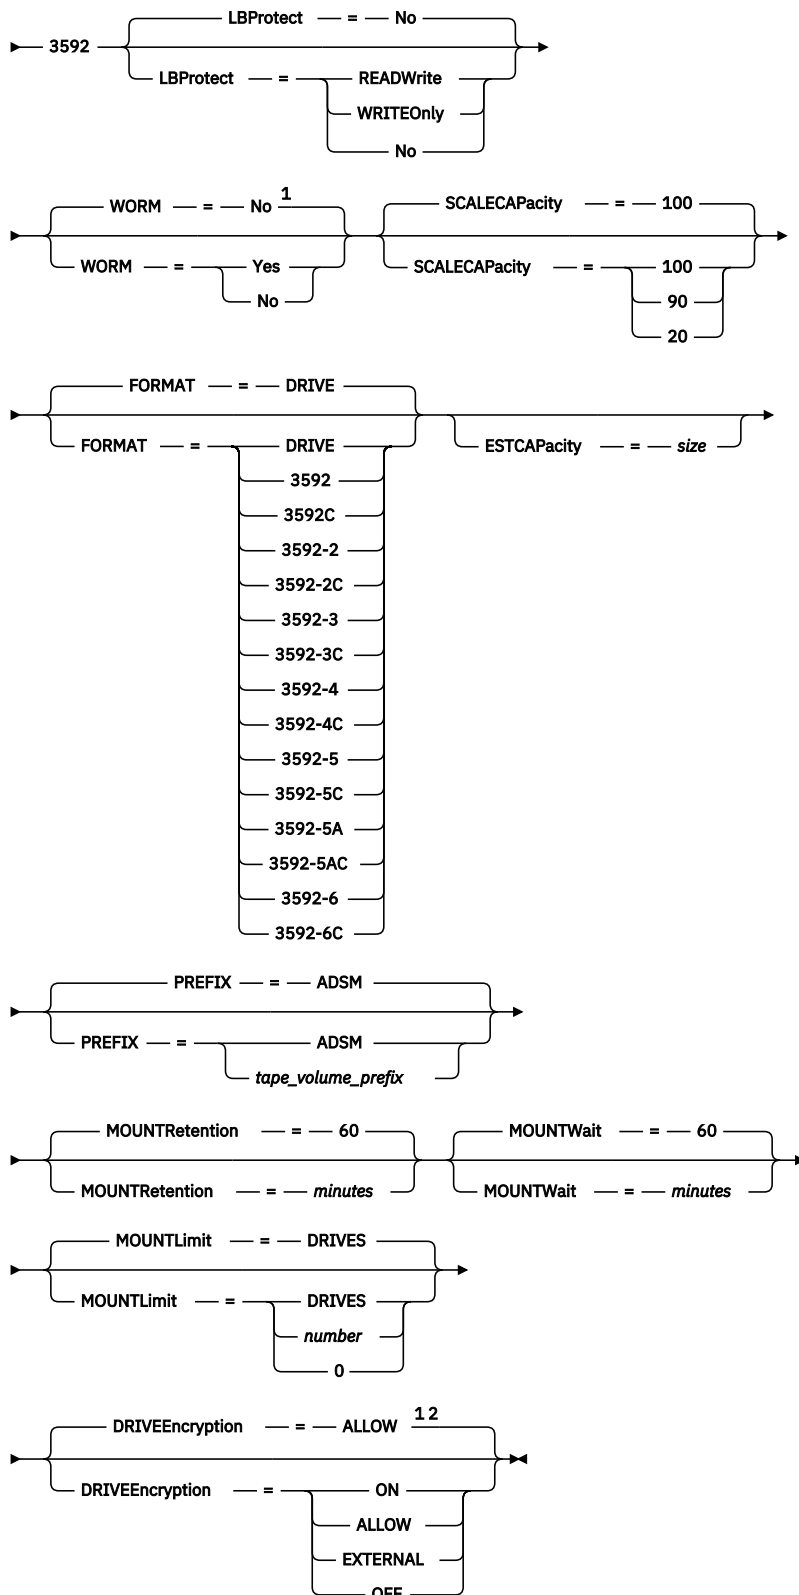 LBProtect = No
3592
LBProtect = READWrite
WRITEOnly
No
WORM = No 1 SCALECAPacity = 100
WORM = Yes SCALECAPacity = 100
No 90
20
FORMAT = DRIVE
FORMAT = DRIVE ESTCAPacity = size
3592
3592C
3592-2
3592-2C
3592-3
3592-3C
3592-4
3592-4C
3592-5
3592-5C
3592-5A
3592-5AC
3592-6
3592-6C
PREFIX = ADSM
PREFIX = ADSM
tape_volume_prefix
MOUNTRetention = 60 MOUNTWait = 60
MOUNTRetention = minutes MOUNTWait = minutes
MOUNTLimit = DRIVES
MOUNTLimit = DRIVES
number
0
DRIVEEncryption = ALLOW 1 2
DRIVEEncryption = ON
ALLOW
EXTERNAL
OFF